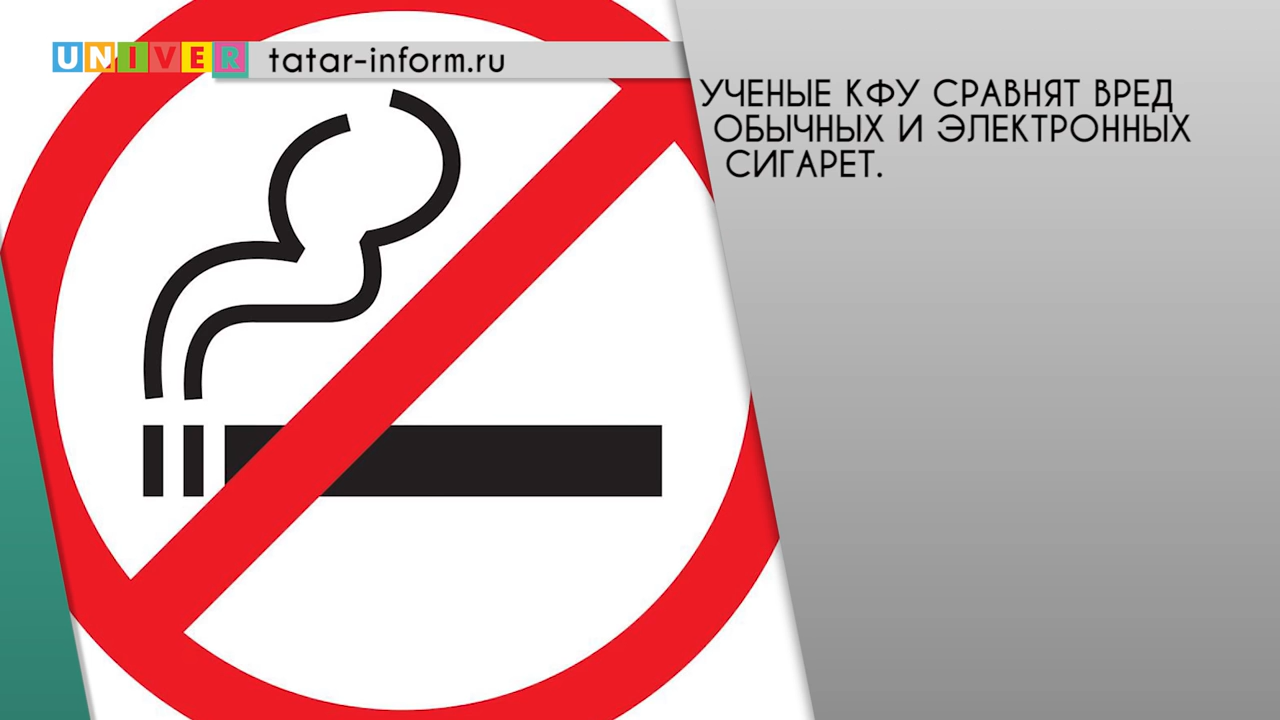 UNIVER
tatar-inform.ru
УЧЕНЫЕ КФУ СРАВНЯТ ВРЕД
ОБЫЧНЫХ И ЭЛЕКТРОННЫХ
СИГАРЕТ.